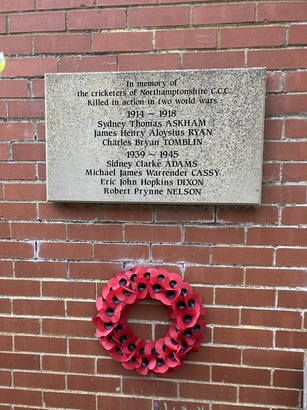 In memory of
the cricketers of Northamptonshire C.C.C.
Killed in action in two world wars
1914 ~ 1918
Sydney Thomas ASKHAM
James Henry Aloysius RYAN
Charles Bryan TOMBLIN
1939 ~ 1945
Sidney Clarke ADAMS
Michael James Warrender CASSY
Eric John Hopkins DIXON
Robert Prynne NELSON